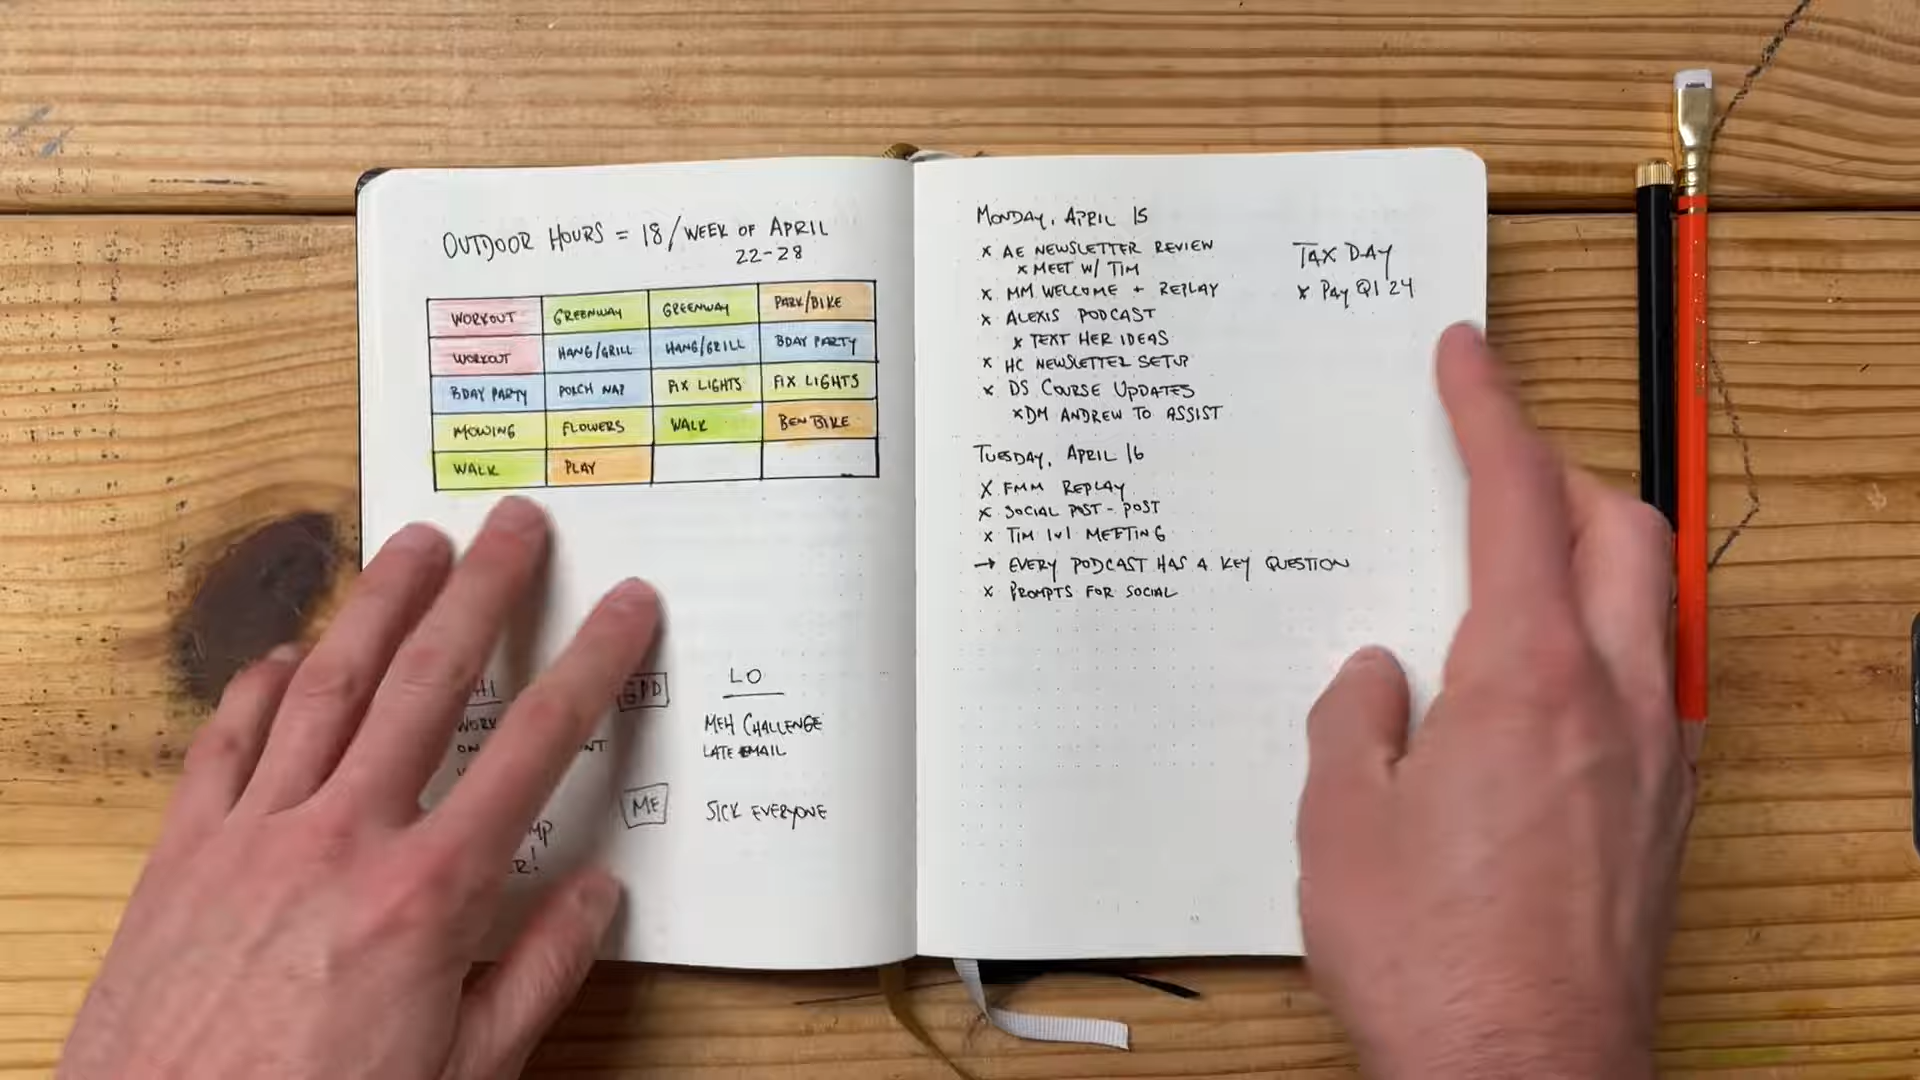 OUTDOOR HOURS = 18/WEEK OF APRIL
22-28
WORKOUT GREENWAY GREENWAY PARK/BIKE
WORKOUT HANG/GRILL HANG/GRILL BDAY PARTY
BDAY PARTY PORCH NAP FIX LIGHTS FIX LIGHTS
MOWING FLOWERS WALK BEN BIKE
WALK PLAY
LO
MEH CHALLENGE
LATE EMAIL
ME SICK EVERYONE
MONDAY, APRIL 15
x AE NEWSLETTER REVIEW
x MEET W/ TIM
x MM WELCOME + REPLAY
x ALEXIS PODCAST
x TEXT HER IDEAS
x HC NEWSLETTER SETUP
x DS COURSE UPDATES
x DM ANDREW TO ASSIST
TAX DAY
x Pay Q1 24
TUESDAY, APRIL 16
x FMM REPLAY
x SOCIAL POST - POST
x TIM 1v1 MEETING
→ EVERY PODCAST HAS A KEY QUESTION
x PROMPTS FOR SOCIAL